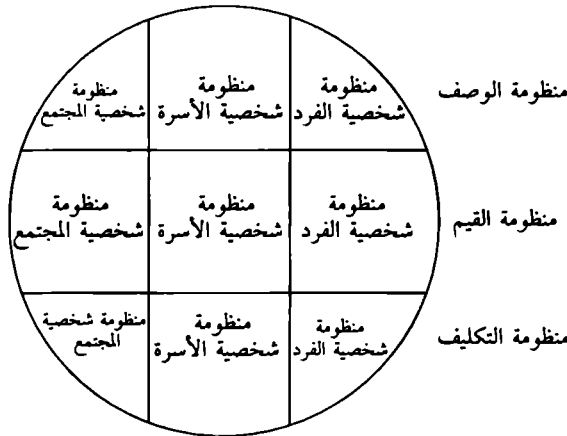 منظومة الوصف
منظومة
شخصية الفرد
منظومة
شخصية الأسرة
منظومة
شخصية المجتمع
منظومة القيم
منظومة
شخصية الفرد
منظومة
شخصية الأسرة
منظومة
شخصية المجتمع
منظومة التكليف
منظومة
شخصية الفرد
منظومة
شخصية الأسرة
منظومة شخصية
المجتمع